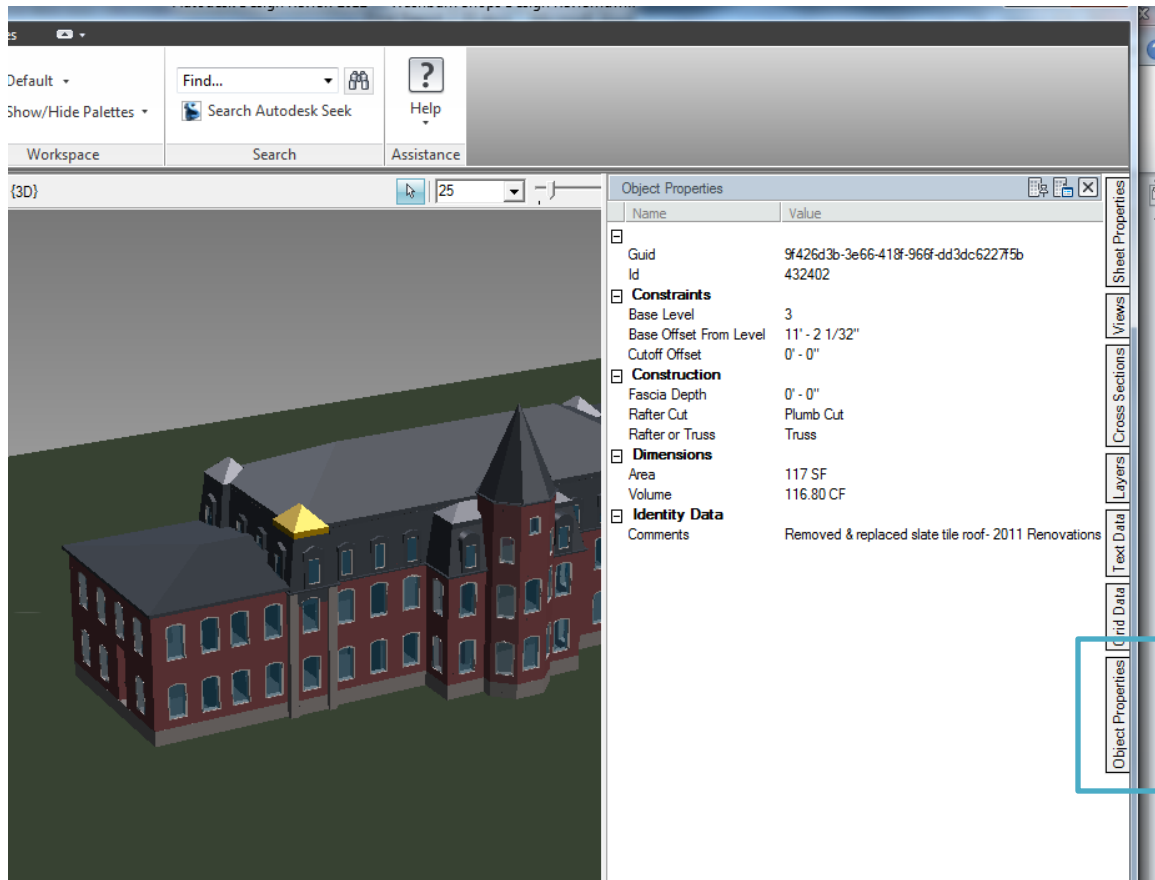 es
Default
Show/Hide Palettes
Workspace
Find...
Search Autodesk Seek
Search
?
Help
Assistance
{3D}
25
Object Properties
Name Value
Guid 9f426d3b-3e66-418f-966f-dd3dc6227f5b
Id 432402
Constraints
Base Level 3
Base Offset From Level 11' - 2 1/32"
Cutoff Offset 0' - 0"
Construction
Fascia Depth 0' - 0"
Rafter Cut Plumb Cut
Rafter or Truss Truss
Dimensions
Area 117 SF
Volume 116.80 CF
Identity Data
Comments Removed & replaced slate tile roof- 2011 Renovations
Sheet Properties
Views
Cross Sections
Layers
Text Data
Grid Data
Object Properties